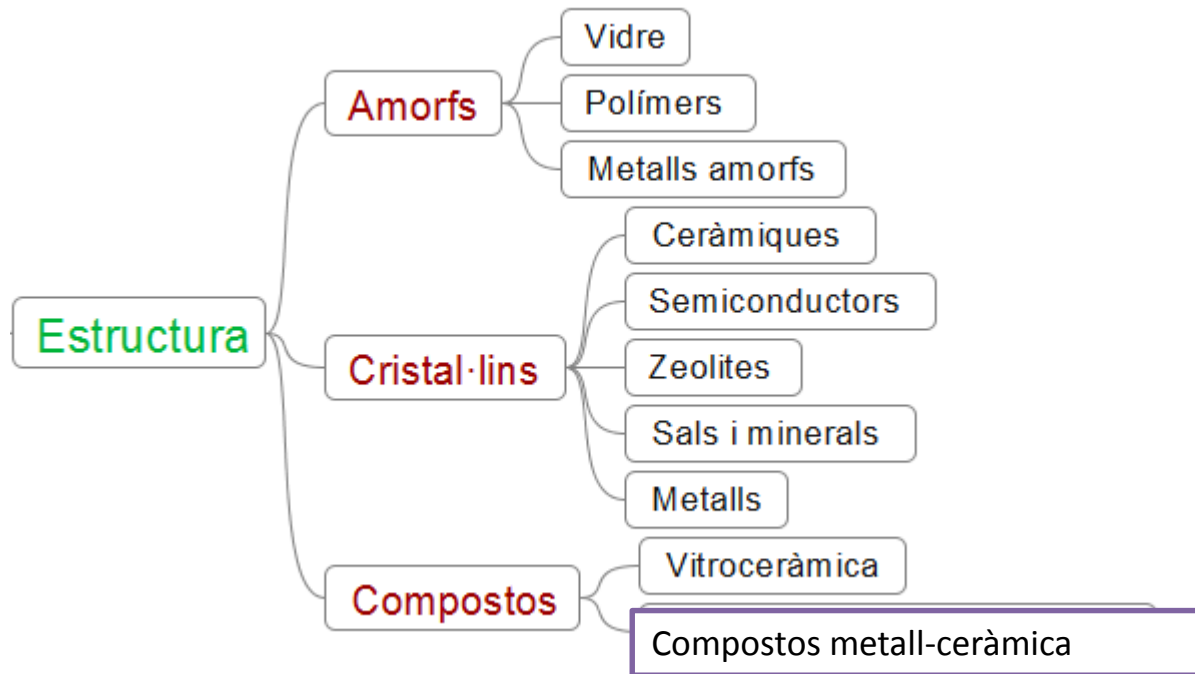 Estructura
Amorfs
Vidre
Polímers
Metalls amorfs
Cristal·lins
Ceràmiques
Semiconductors
Zeolites
Sals i minerals
Metalls
Compostos
Vitroceràmica
Compostos metall-ceràmica